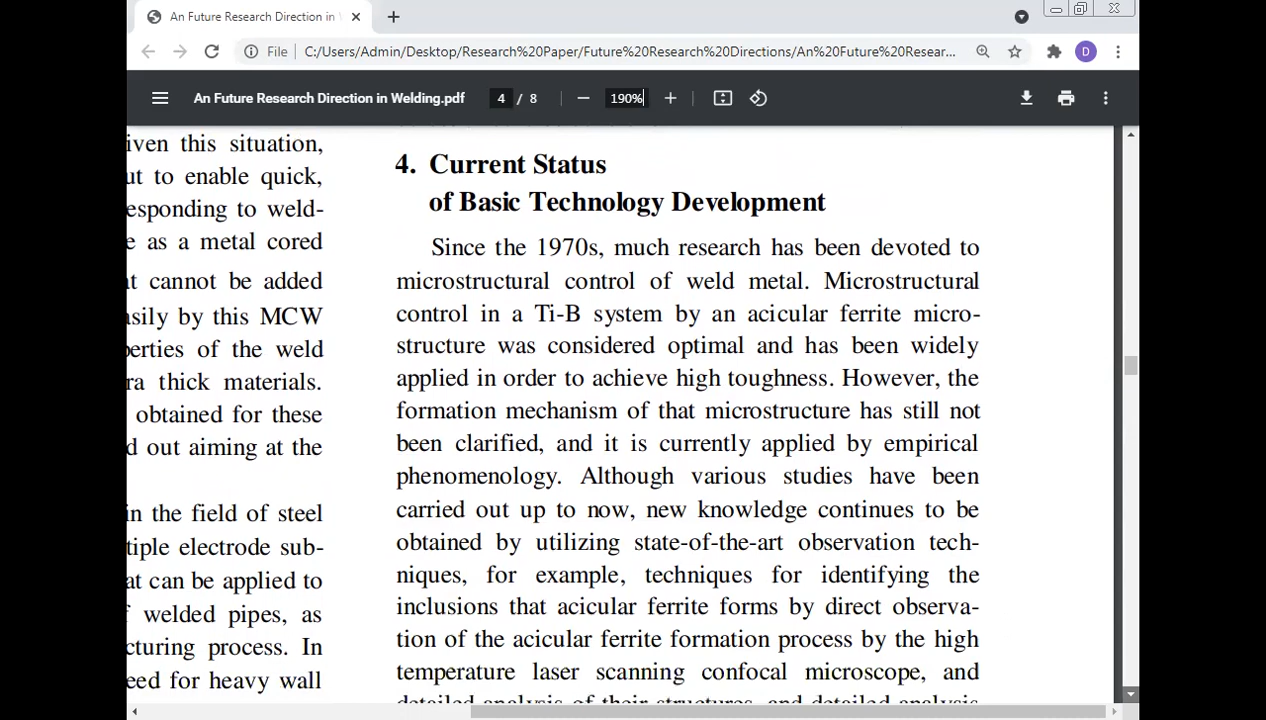 An Future Research Direction in
File C:/Users/Admin/Desktop/Research%20Paper/Future%20Research%20Directions/An%20Future%20Resear...
D
An Future Research Direction in Welding.pdf 4 / 8 190%
iven this situation,
ut to enable quick,
esponding to weld-
e as a metal cored
at cannot be added
asily by this MCW
perties of the weld
ra thick materials.
obtained for these
d out aiming at the
in the field of steel
tiple electrode sub-
at can be applied to
f welded pipes, as
cturing process. In
eed for heavy wall
4. Current Status
of Basic Technology Development
Since the 1970s, much research has been devoted to
microstructural control of weld metal. Microstructural
control in a Ti-B system by an acicular ferrite micro-
structure was considered optimal and has been widely
applied in order to achieve high toughness. However, the
formation mechanism of that microstructure has still not
been clarified, and it is currently applied by empirical
phenomenology. Although various studies have been
carried out up to now, new knowledge continues to be
obtained by utilizing state-of-the-art observation tech-
niques, for example, techniques for identifying the
inclusions that acicular ferrite forms by direct observa-
tion of the acicular ferrite formation process by the high
temperature laser scanning confocal microscope, and
detailed analysis of their structures, and detailed analysis